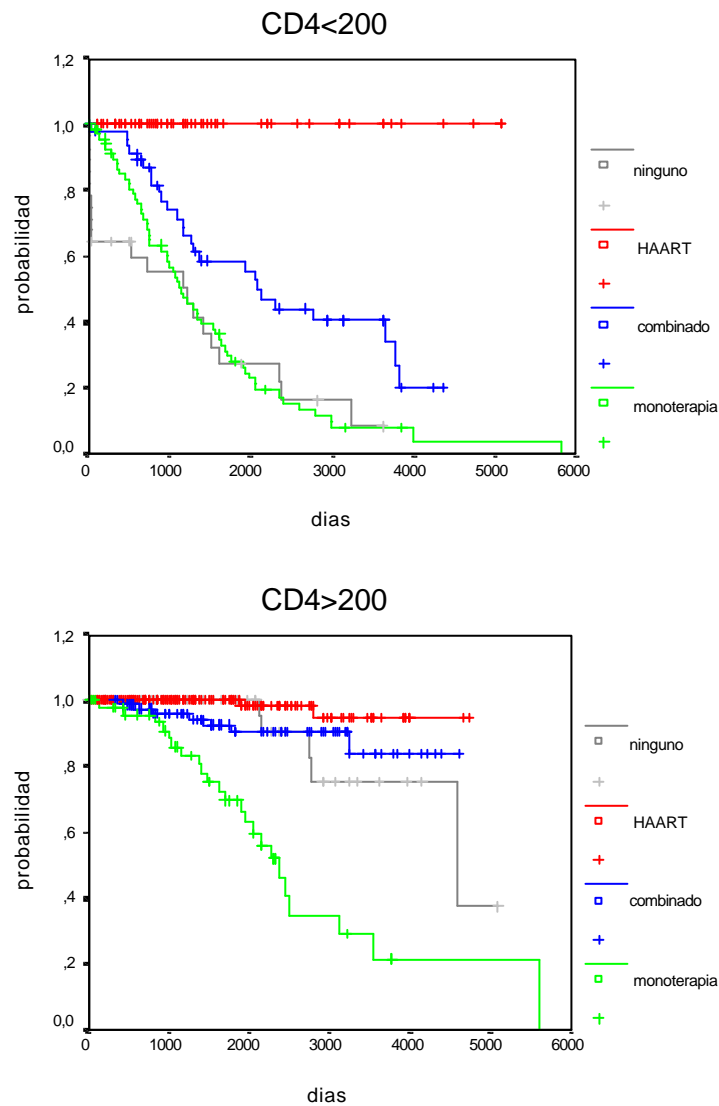 CD4<200
1,2
1,0
,8
,6
,4
,2
0,0
probabilidad
0 1000 2000 3000 4000 5000 6000
dias
ninguno
HAART
combinado
monoterapia
CD4>200
1,2
1,0
,8
,6
,4
,2
0,0
probabilidad
0 1000 2000 3000 4000 5000 6000
dias
ninguno
HAART
combinado
monoterapia